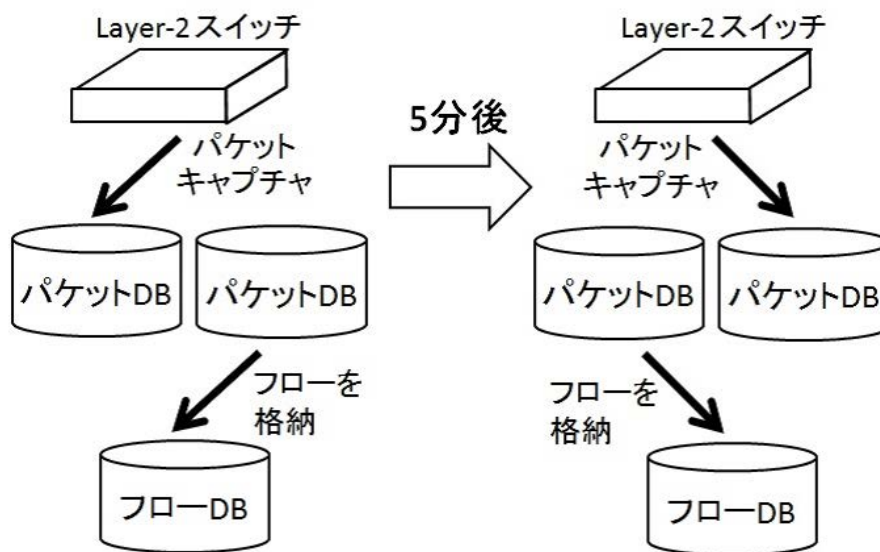 Layer-2 スイッチ
パケット
キャプチャ
パケットDB
パケットDB
フローを
格納
フローDB
5分後
Layer-2 スイッチ
パケット
キャプチャ
パケットDB
パケットDB
フローを
格納
フローDB